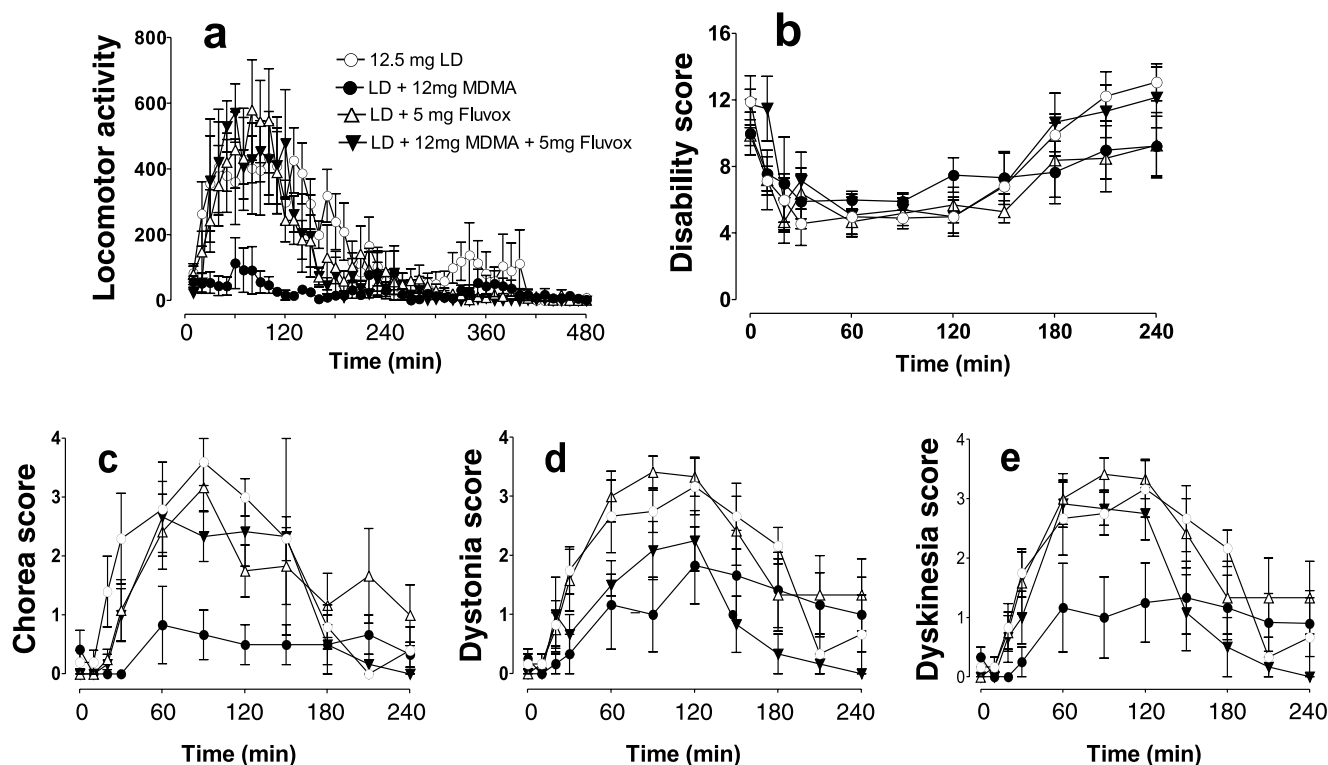 a
Locomotor activity
800
600
400
200
0
0 120 240 360 480
Time (min)
12.5 mg LD
LD + 12mg MDMA
LD + 5 mg Fluvox
LD + 12mg MDMA + 5mg Fluvox
b
Disability score
16
12
8
4
0
0 60 120 180 240
Time (min)
c
Chorea score
4
3
2
1
0
0 60 120 180 240
Time (min)
d
Dystonia score
4
3
2
1
0
0 60 120 180 240
Time (min)
e
Dyskinesia score
4
3
2
1
0
0 60 120 180 240
Time (min)